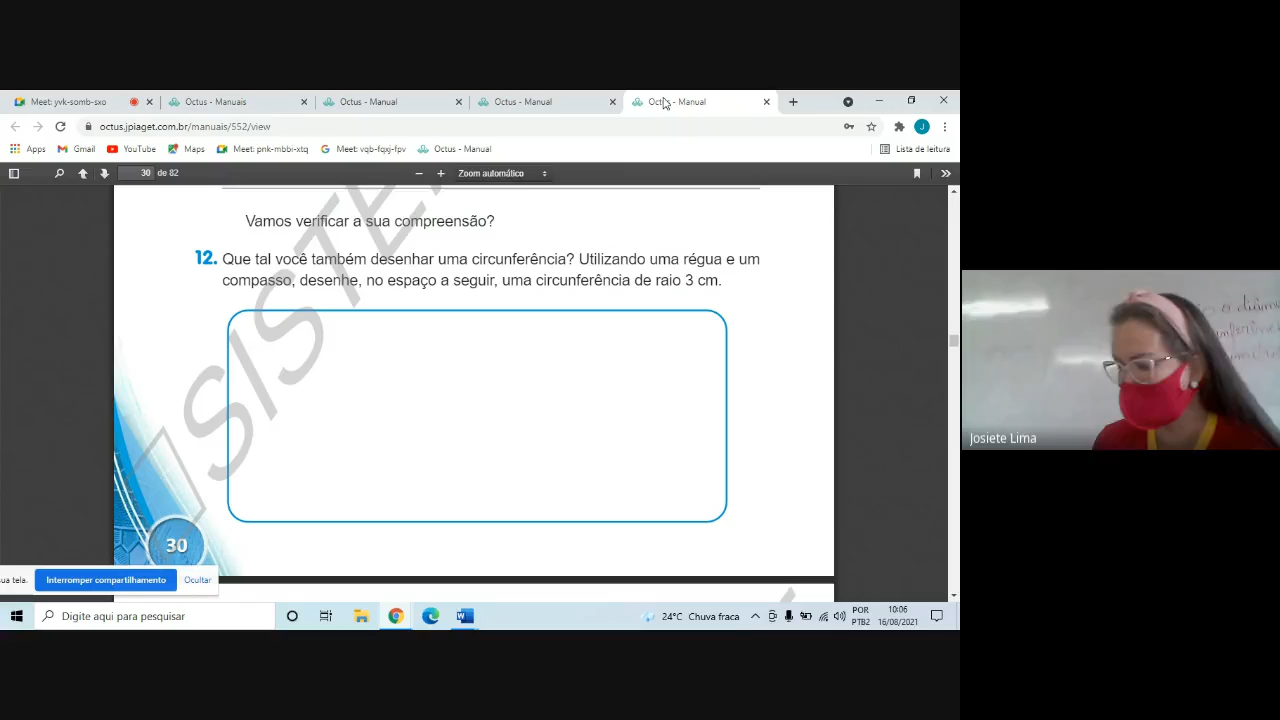 Meet: yvk-somb-sxo
Octus - Manuais
Octus - Manual
Octus - Manual
Octus - Manual
octus.jpiaget.com.br/manuais/552/view
Apps
Gmail
YouTube
Maps
Meet: pnk-mbbi-xtq
Meet: vqb-fqxj-fpv
Octus - Manual
Lista de leitura
30 de 82
Zoom automático
Vamos verificar a sua compreensão?
12. Que tal você também desenhar uma circunferência? Utilizando uma régua e um
compasso, desenhe, no espaço a seguir, uma circunferência de raio 3 cm.
SISTE
30
sua tela.
Interromper compartilhamento
Ocultar
Digite aqui para pesquisar
24°C Chuva fraca
POR
PTB2
10:06
16/08/2021
Josiete Lima